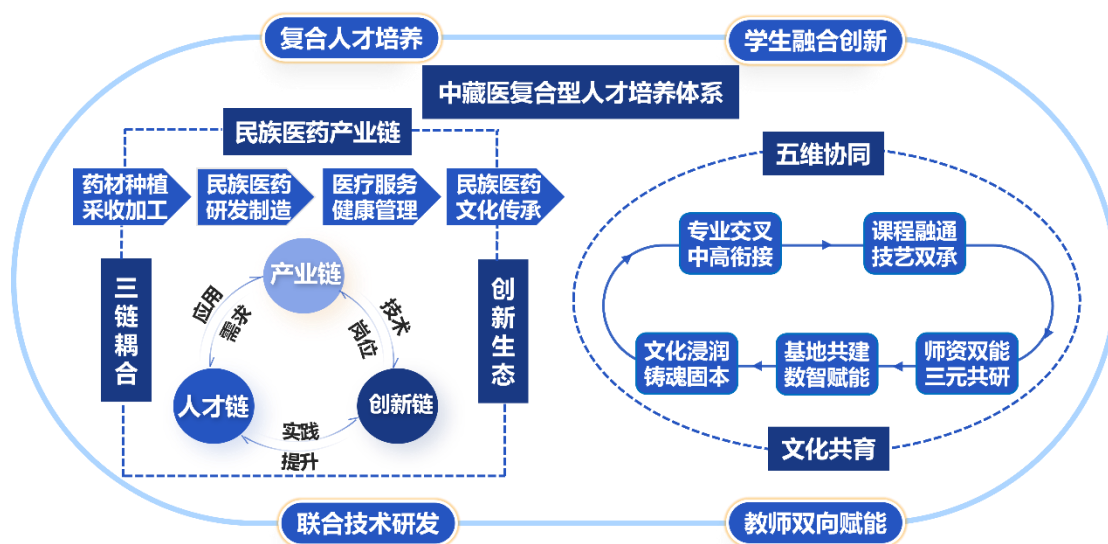 复合人才培养
学生融合创新
中藏医复合型人才培养体系
民族医药产业链
药材种植
采收加工
民族医药
研发制造
医疗服务
健康管理
民族医药
文化传承
三链耦合
创新生态
产业链
应用
需求
技术
岗位
人才链
创新链
实践
提升
五维协同
专业交叉
中高衔接
课程融通
技艺双承
文化浸润
铸魂固本
基地共建
数智赋能
师资双能
三元共研
文化共育
联合技术研发
教师双向赋能